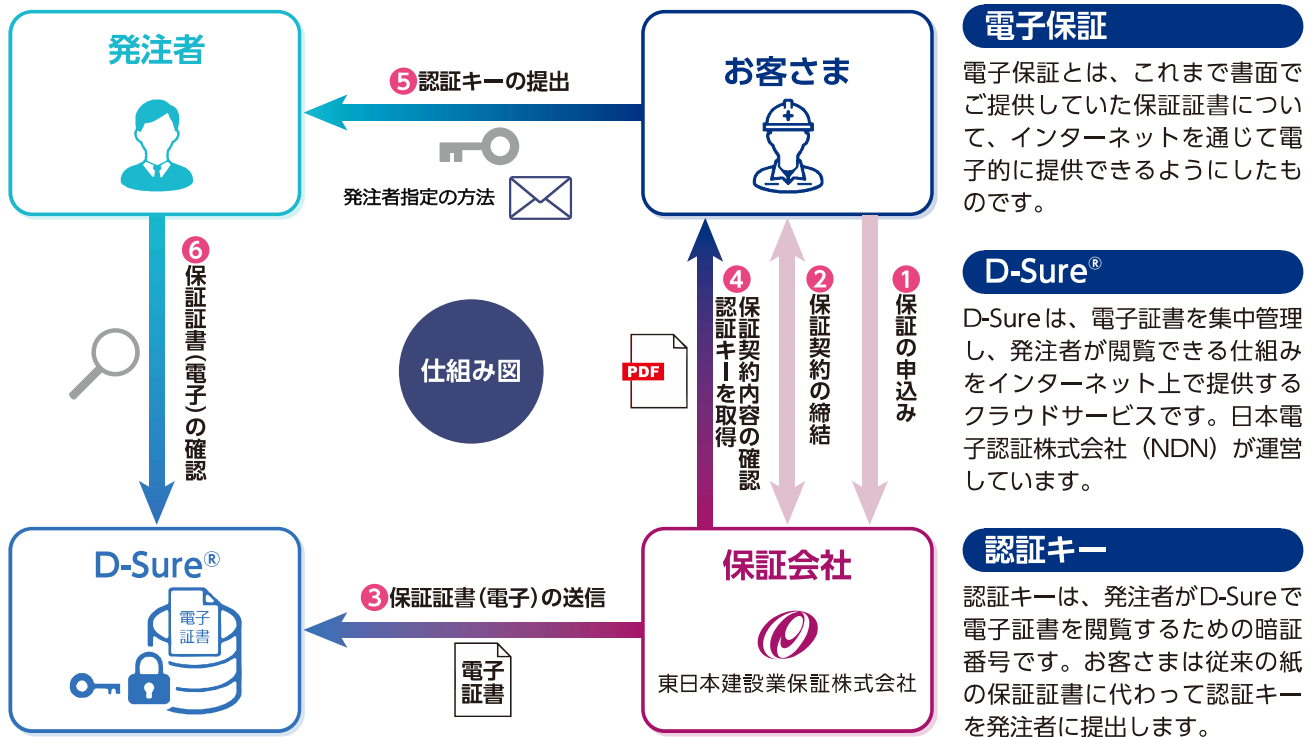 発注者
❺認証キーの提出
発注者指定の方法
お客さま
❻保証証書(電子)の確認
仕組み図
PDF
❹保証契約内容の確認
認証キーを取得
❷保証契約の締結
❶保証の申込み
D-Sure®
電子
証書
❸保証証書(電子)の送信
電子
証書
保証会社
東日本建設業保証株式会社
電子保証
電子保証とは、これまで書面で
ご提供していた保証証書につい
て、インターネットを通じて電
子的に提供できるようにしたも
のです。
D-Sure®
D-Sureは、電子証書を集中管理
し、発注者が閲覧できる仕組み
をインターネット上で提供する
クラウドサービスです。日本電
子認証株式会社（NDN）が運営
しています。
認証キー
認証キーは、発注者がD-Sureで
電子証書を閲覧するための暗証
番号です。お客さまは従来の紙
の保証証書に代わって認証キー
を発注者に提出します。